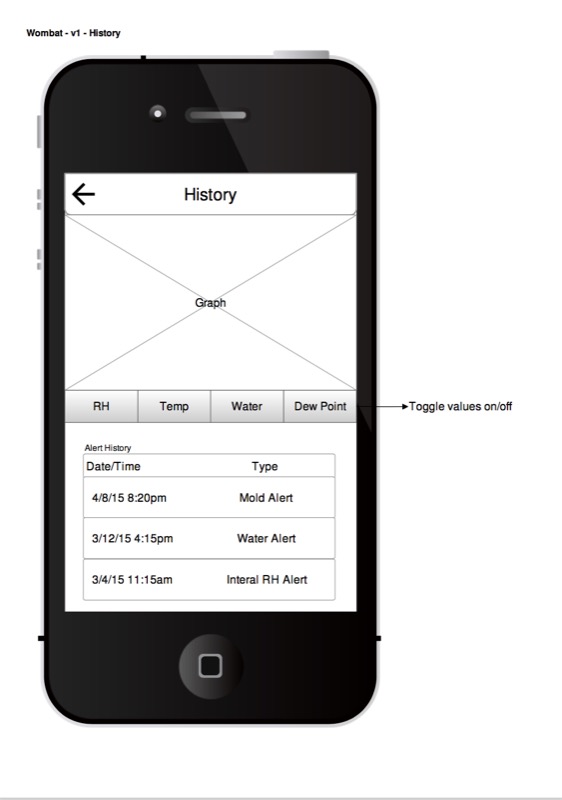 Wombat - v1 - History
History
Graph
RH Temp Water Dew Point
Toggle values on/off
Alert History
Date/Time Type
4/8/15 8:20pm Mold Alert
3/12/15 4:15pm Water Alert
3/4/15 11:15am Interal RH Alert